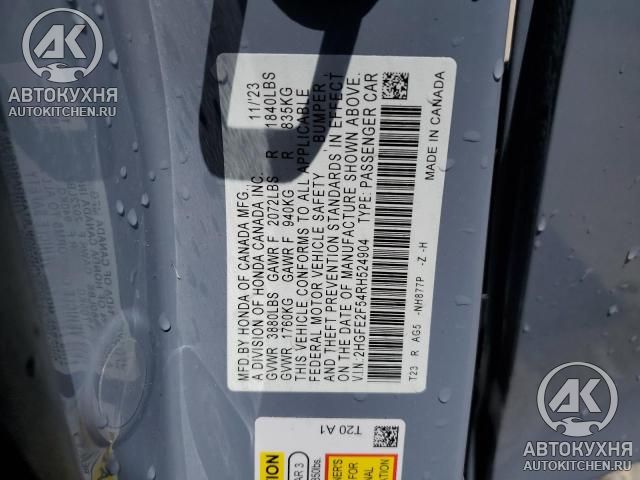 АВТОКУХНЯ
AUTOKITCHEN.RU
MFD.BY HONDA OF CANADA MFG., 11/'23
A DIVISION OF HONDA CANADA INC.
GVWR 3880LBS GAWR F 2072LBS R 1840LBS
GVWR 1760KG GAWR F 940KG R 835KG
THIS VEHICLE CONFORMS TO ALL APPLICABLE
FEDERAL MOTOR VEHICLE SAFETY, BUMPER,
AND THEFT PREVENTION STANDARDS IN EFFECT
ON THE DATE OF MANUFACTURE SHOWN ABOVE.
V.I.N:2HGFE2F54RH524904 TYPE:PASSENGER CAR
T23 R AG5 -NH877P -Z -H
MADE IN CANADA
T20 A1
АВТОКУХНЯ
AUTOKITCHEN.RU